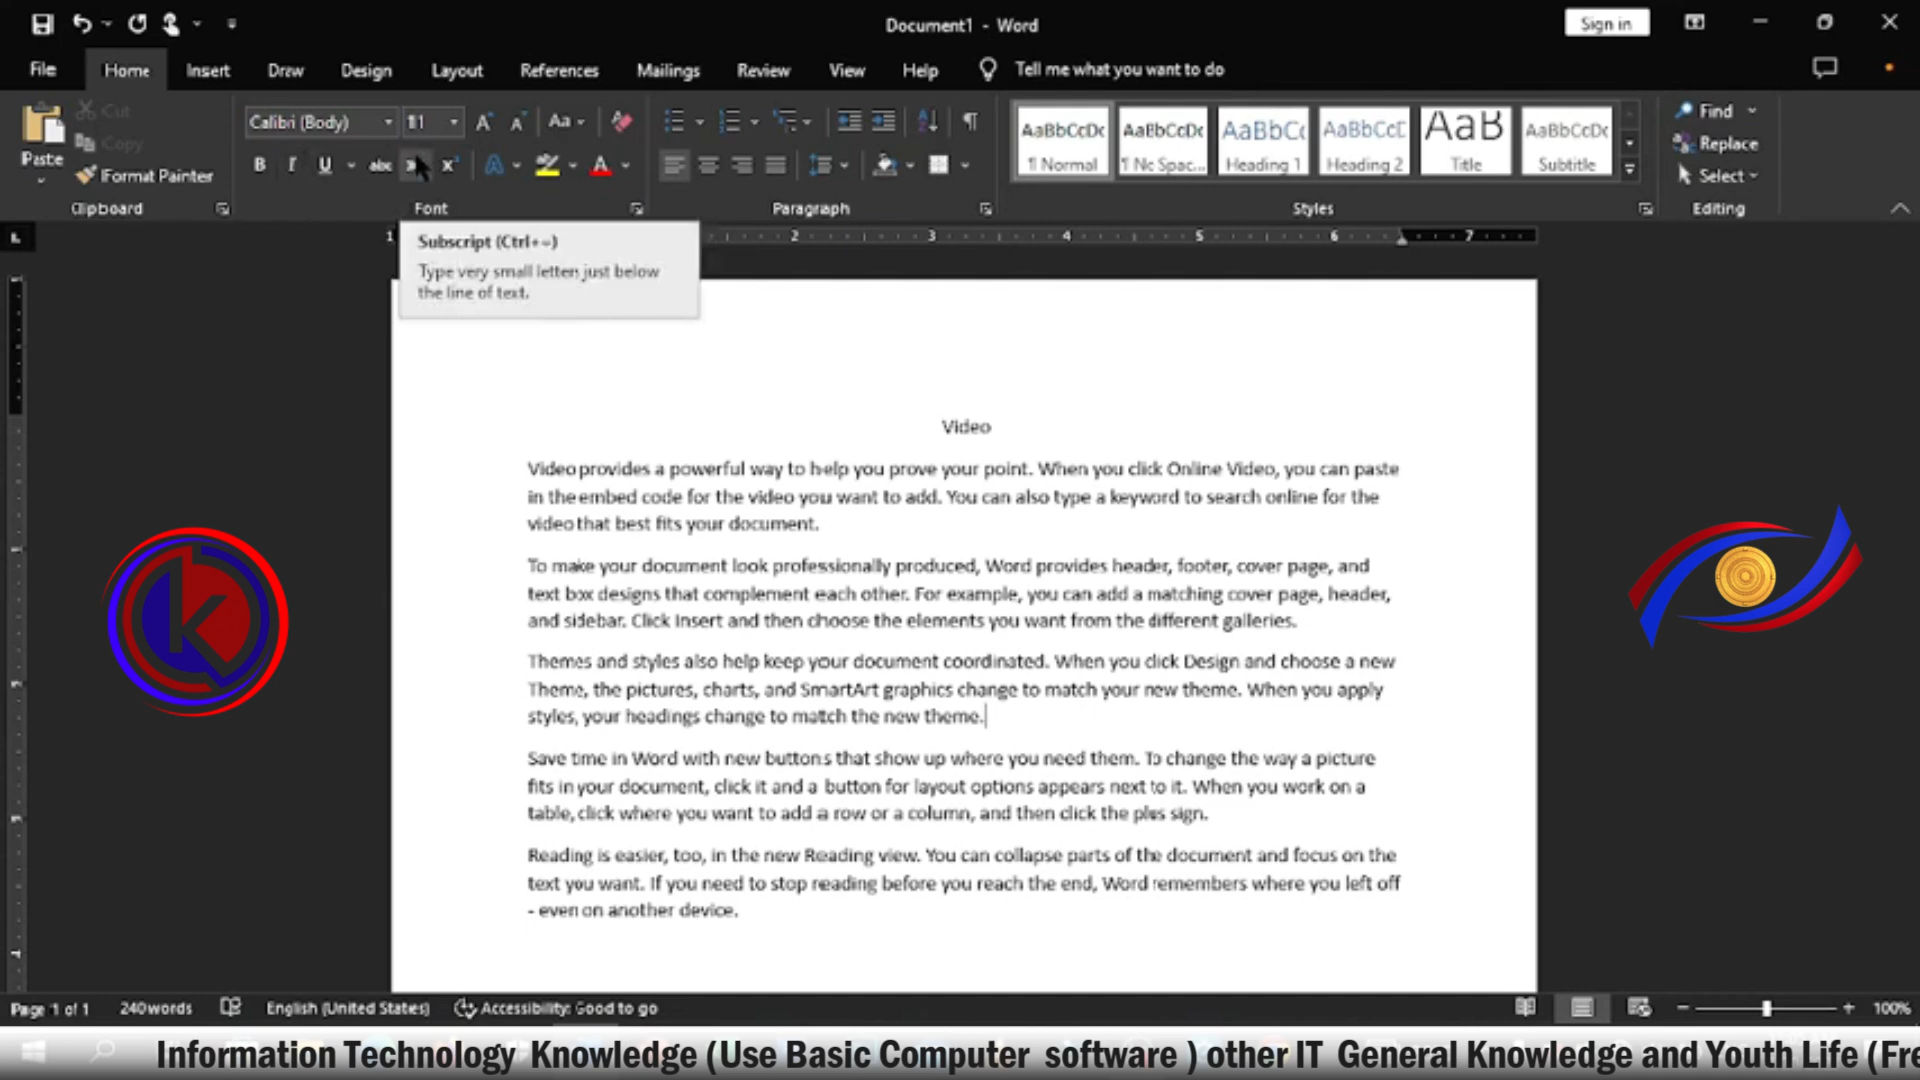 Document1 - Word
Sign in
File Home Insert Draw Design Layout References Mailings Review View Help Tell me what you want to do
Paste
Cut
Copy
Format Painter
Clipboard
Calibri (Body) 11
Aa
B I U abc
Font
Paragraph
AaBbCcDc AaBbCcDc AaBbCc AaBbCcD AaB AaBbCcDc
¶ Normal ¶ No Spac... Heading 1 Heading 2 Title Subtitle
Styles
Find
Replace
Select
Editing
1 2 3 4 5 6 7
Subscript (Ctrl+=)
Type very small letters just below
the line of text.
Video
Video provides a powerful way to help you prove your point. When you click Online Video, you can paste
in the embed code for the video you want to add. You can also type a keyword to search online for the
video that best fits your document.
To make your document look professionally produced, Word provides header, footer, cover page, and
text box designs that complement each other. For example, you can add a matching cover page, header,
and sidebar. Click Insert and then choose the elements you want from the different galleries.
Themes and styles also help keep your document coordinated. When you click Design and choose a new
Theme, the pictures, charts, and SmartArt graphics change to match your new theme. When you apply
styles, your headings change to match the new theme.
Save time in Word with new buttons that show up where you need them. To change the way a picture
fits in your document, click it and a button for layout options appears next to it. When you work on a
table, click where you want to add a row or a column, and then click the plus sign.
Reading is easier, too, in the new Reading view. You can collapse parts of the document and focus on the
text you want. If you need to stop reading before you reach the end, Word remembers where you left off
- even on another device.
Page 1 of 1 240 words English (United States) Accessibility: Good to go 100%
Information Technology Knowledge (Use Basic Computer software ) other IT General Knowledge and Youth Life (Fre